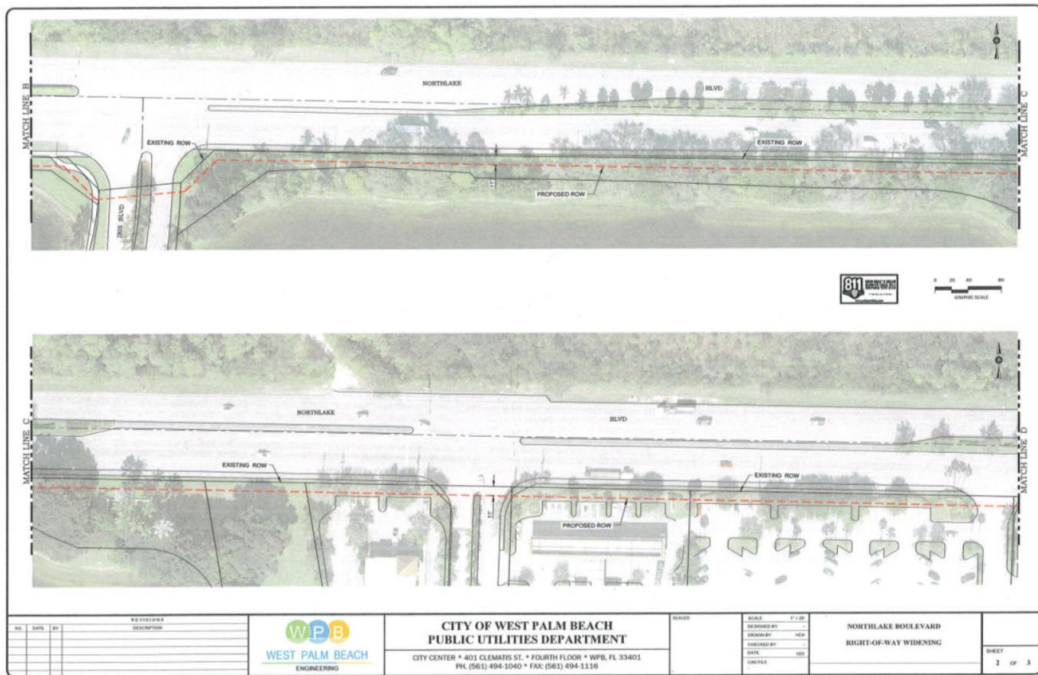 MATCH LINE B
NORTHLAKE
BLVD
EXISTING ROW
EXISTING ROW
PROPOSED ROW
MATCH LINE C
811
GRAPHIC SCALE
MATCH LINE C
NORTHLAKE
BLVD
EXISTING ROW
EXISTING ROW
PROPOSED ROW
MATCH LINE D
REVISIONS
NO. DATE BY DESCRIPTION
WPB
WEST PALM BEACH
ENGINEERING
CITY OF WEST PALM BEACH
PUBLIC UTILITIES DEPARTMENT
CITY CENTER * 401 CLEMATIS ST. * FOURTH FLOOR * WPB, FL 33401
PH. (561) 494-1040 * FAX: (561) 494-1116
SEALED
SCALE
DESIGNED BY
DRAWN BY
CHECKED BY
DATE
CAD FILE
NORTHLAKE BOULEVARD
RIGHT-OF-WAY WIDENING
SHEET
2 OF 3